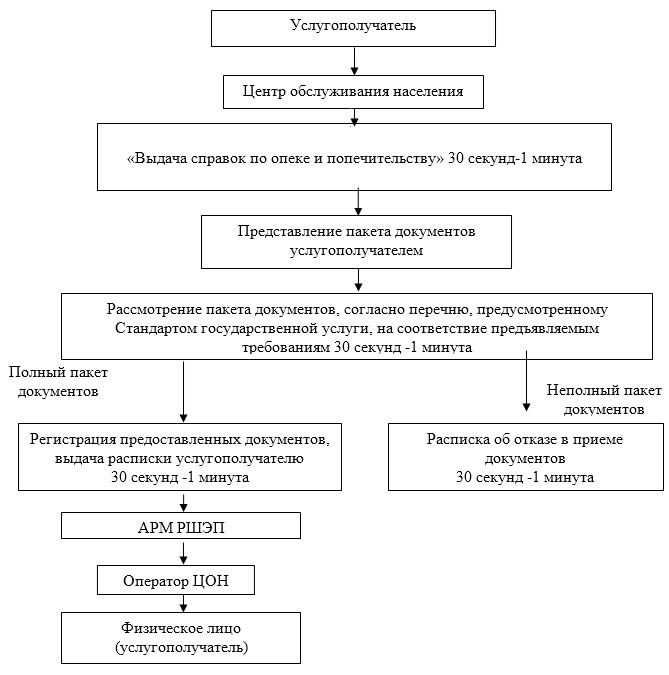 Услугополучатель
Центр обслуживания населения
«Выдача справок по опеке и попечительству» 30 секунд-1 минута
Представление пакета документов
услугополучателем
Рассмотрение пакета документов, согласно перечню, предусмотренному
Стандартом государственной услуги, на соответствие предъявляемым
требованиям 30 секунд -1 минута
Полный пакет
документов
Неполный пакет
документов
Регистрация предоставленных документов,
выдача расписки услугополучателю
30 секунд -1 минута
Расписка об отказе в приеме
документов
30 секунд -1 минута
АРМ РШЭП
Оператор ЦОН
Физическое лицо
(услугополучатель)